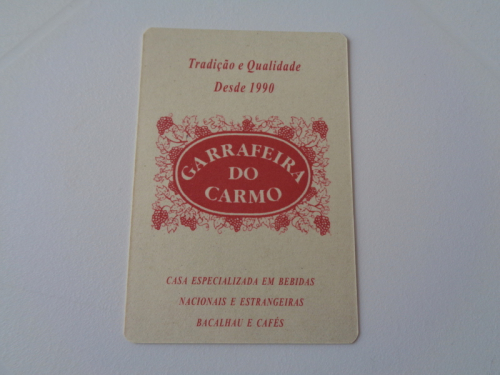 Tradição e Qualidade
Desde 1990
GARRAFEIRA
DO
CARMO
CASA ESPECIALIZADA EM BEBIDAS
NACIONAIS E ESTRANGEIRAS
BACALHAU E CAFÉS